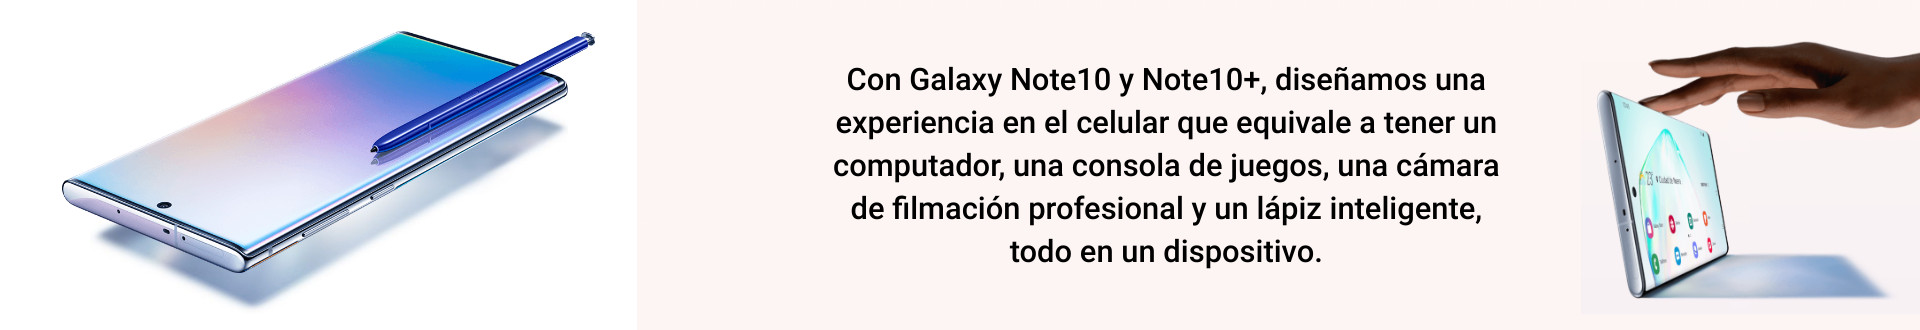 Con Galaxy Note10 y Note10+, diseñamos una
experiencia en el celular que equivale a tener un
computador, una consola de juegos, una cámara
de filmación profesional y un lápiz inteligente,
todo en un dispositivo.